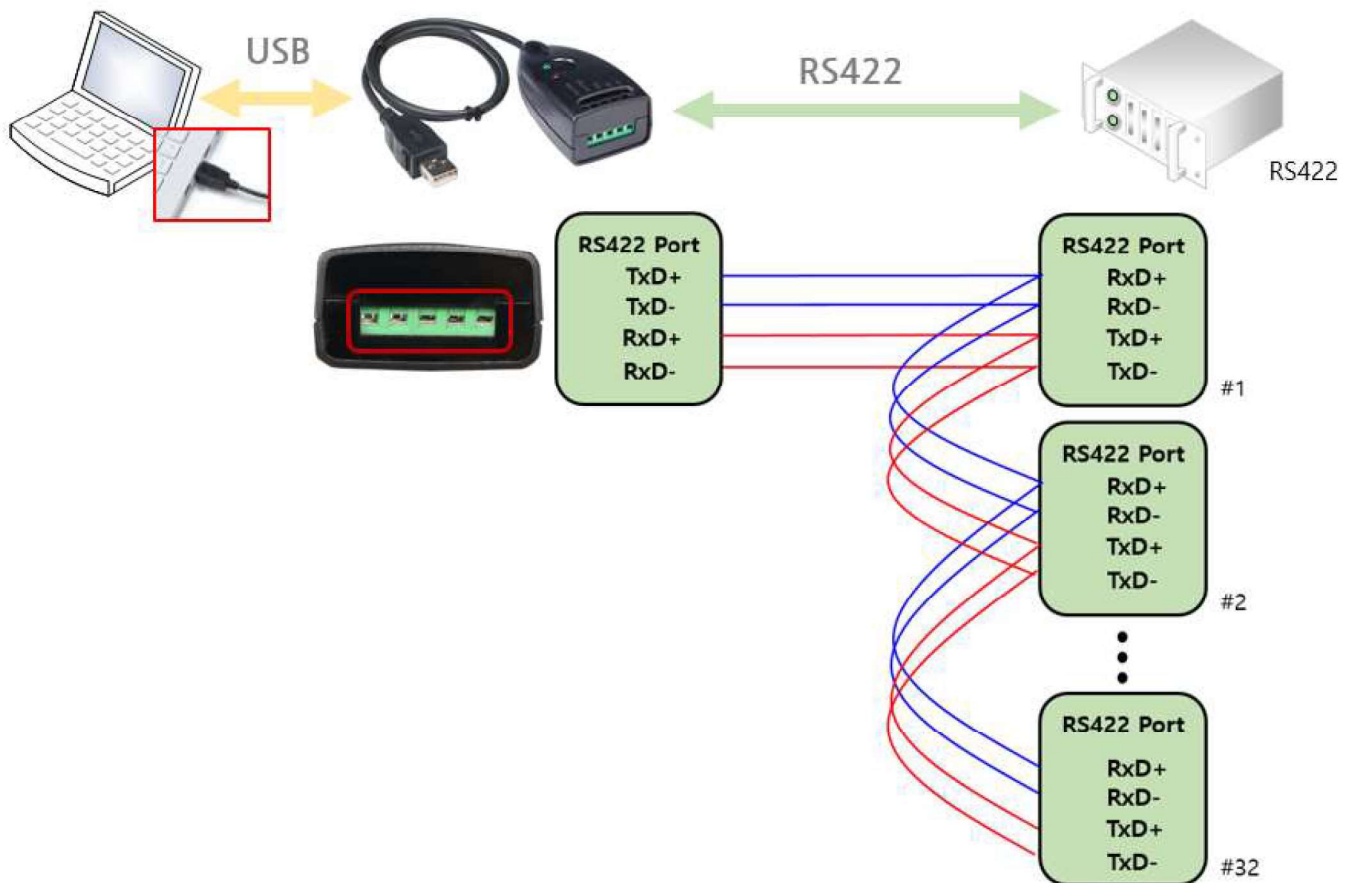 USB
RS422
RS422
RS422 Port
TxD+
TxD-
RxD+
RxD-
RS422 Port
RxD+
RxD-
TxD+
TxD-
#1
RS422 Port
RxD+
RxD-
TxD+
TxD-
#2
RS422 Port
RxD+
RxD-
TxD+
TxD-
#32